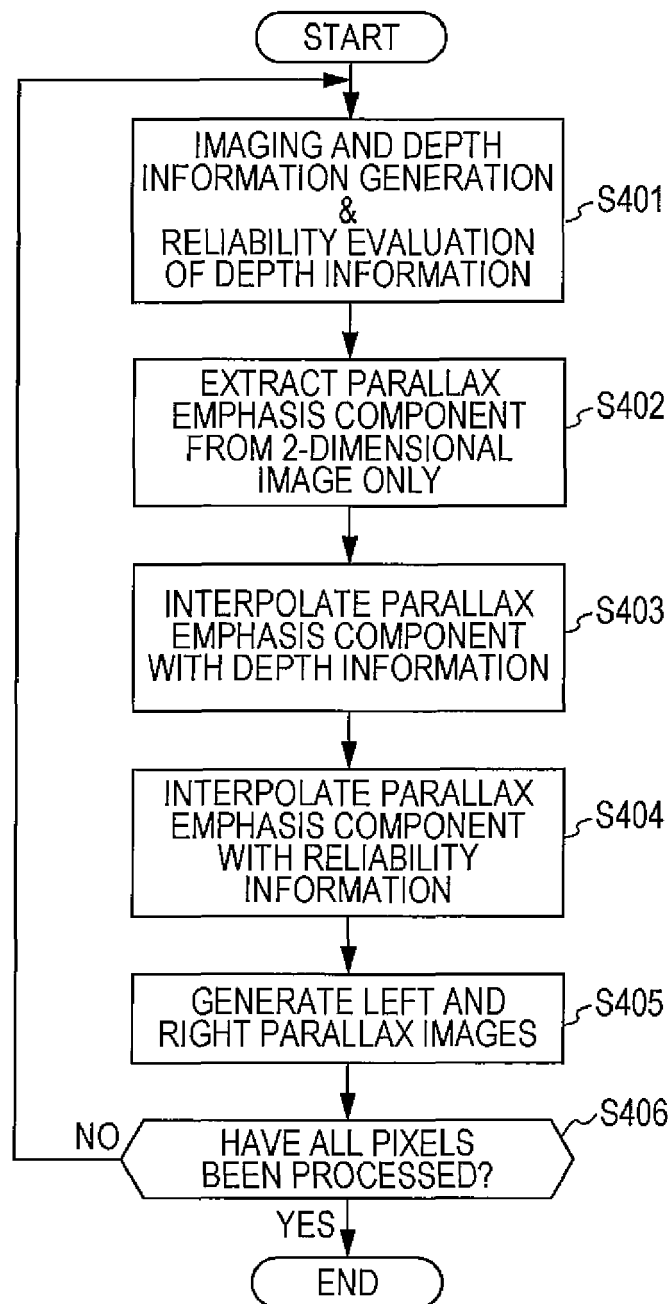 START
IMAGING AND DEPTH
INFORMATION GENERATION
&
RELIABILITY EVALUATION
OF DEPTH INFORMATION
S401
EXTRACT PARALLAX
EMPHASIS COMPONENT
FROM 2-DIMENSIONAL
IMAGE ONLY
S402
INTERPOLATE PARALLAX
EMPHASIS COMPONENT
WITH DEPTH INFORMATION
S403
INTERPOLATE PARALLAX
EMPHASIS COMPONENT
WITH RELIABILITY
INFORMATION
S404
GENERATE LEFT AND
RIGHT PARALLAX IMAGES
S405
HAVE ALL PIXELS
BEEN PROCESSED?
S406
NO
YES
END